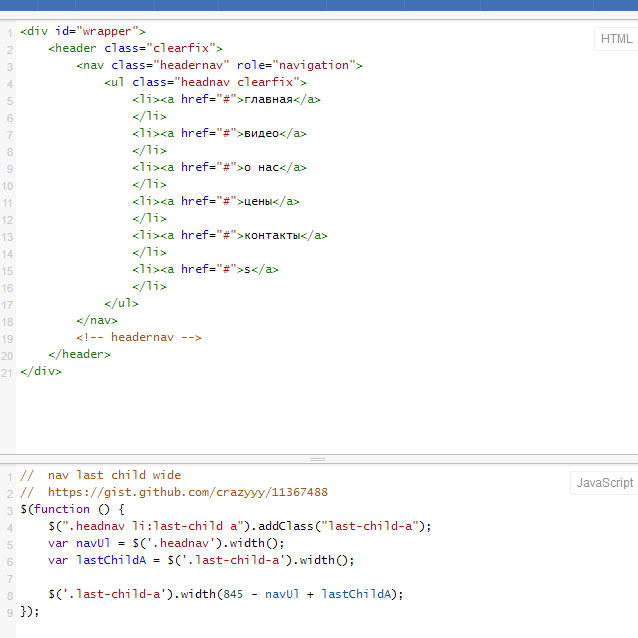 HTML
1 <div id="wrapper">
2 <header class="clearfix">
3 <nav class="headernav" role="navigation">
4 <ul class="headnav clearfix">
5 <li><a href="#">главная</a>
6 </li>
7 <li><a href="#">видео</a>
8 </li>
9 <li><a href="#">о нас</a>
10 </li>
11 <li><a href="#">цены</a>
12 </li>
13 <li><a href="#">контакты</a>
14 </li>
15 <li><a href="#">s</a>
16 </li>
17 </ul>
18 </nav>
19 <!-- headernav -->
20 </header>
21 </div>
JavaScript
1 // nav last child wide
2 // https://gist.github.com/crazyyy/11367488
3 $(function () {
4 $(".headnav li:last-child a").addClass("last-child-a");
5 var navUl = $('.headnav').width();
6 var lastChildA = $('.last-child-a').width();
7
8 $('.last-child-a').width(845 - navUl + lastChildA);
9 });